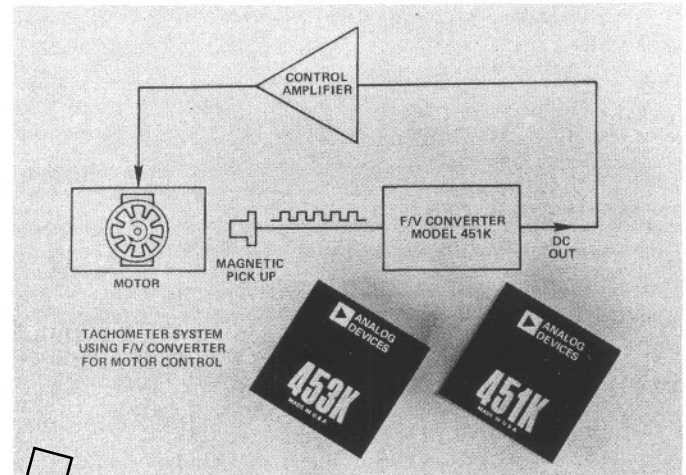 CONTROL
AMPLIFIER
MOTOR
MAGNETIC
PICK UP
F/V CONVERTER
MODEL 451K
DC
OUT
TACHOMETER SYSTEM
USING F/V CONVERTER
FOR MOTOR CONTROL
ANALOG
DEVICES
453K
MADE IN U.S.A.
ANALOG
DEVICES
451K
MADE IN U.S.A.